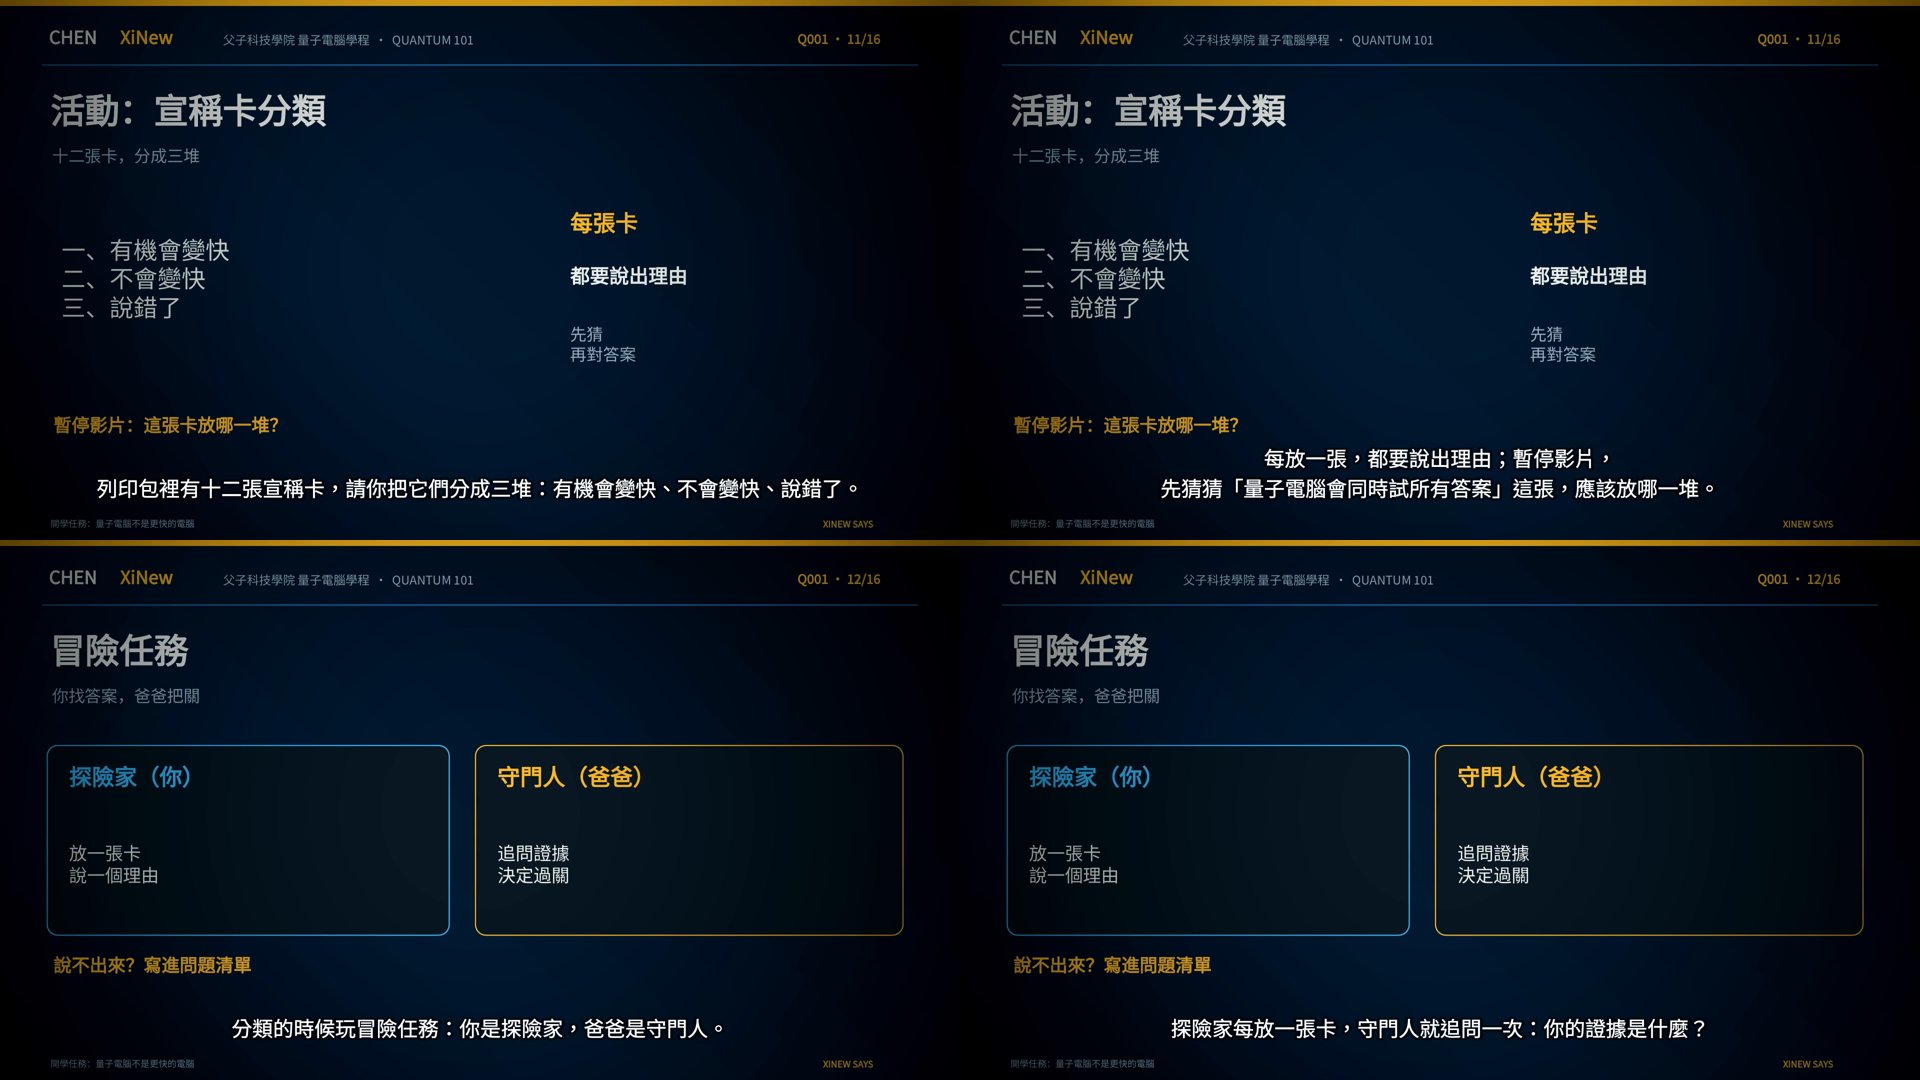 CHEN XiNew 父子科技學院 量子電腦學程 · QUANTUM 101 Q001 · 11/16
活動：宣稱卡分類
十二張卡，分成三堆
每張卡
一、有機會變快
二、不會變快
三、說錯了
都要說出理由
先猜
再對答案
暫停影片：這張卡放哪一堆？
列印包裡有十二張宣稱卡，請你把它們分成三堆：有機會變快、不會變快、說錯了。
開學任務：量子電腦不是更快的電腦 XINEW SAYS
CHEN XiNew 父子科技學院 量子電腦學程 · QUANTUM 101 Q001 · 11/16
活動：宣稱卡分類
十二張卡，分成三堆
每張卡
一、有機會變快
二、不會變快
三、說錯了
都要說出理由
先猜
再對答案
暫停影片：這張卡放哪一堆？
每放一張，都要說出理由；暫停影片，
先猜猜「量子電腦會同時試所有答案」這張，應該放哪一堆。
開學任務：量子電腦不是更快的電腦 XINEW SAYS
CHEN XiNew 父子科技學院 量子電腦學程 · QUANTUM 101 Q001 · 12/16
冒險任務
你找答案，爸爸把關
探險家（你）
放一張卡
說一個理由
守門人（爸爸）
追問證據
決定過關
說不出來？寫進問題清單
分類的時候玩冒險任務：你是探險家，爸爸是守門人。
開學任務：量子電腦不是更快的電腦 XINEW SAYS
CHEN XiNew 父子科技學院 量子電腦學程 · QUANTUM 101 Q001 · 12/16
冒險任務
你找答案，爸爸把關
探險家（你）
放一張卡
說一個理由
守門人（爸爸）
追問證據
決定過關
說不出來？寫進問題清單
探險家每放一張卡，守門人就追問一次：你的證據是什麼？
開學任務：量子電腦不是更快的電腦 XINEW SAYS